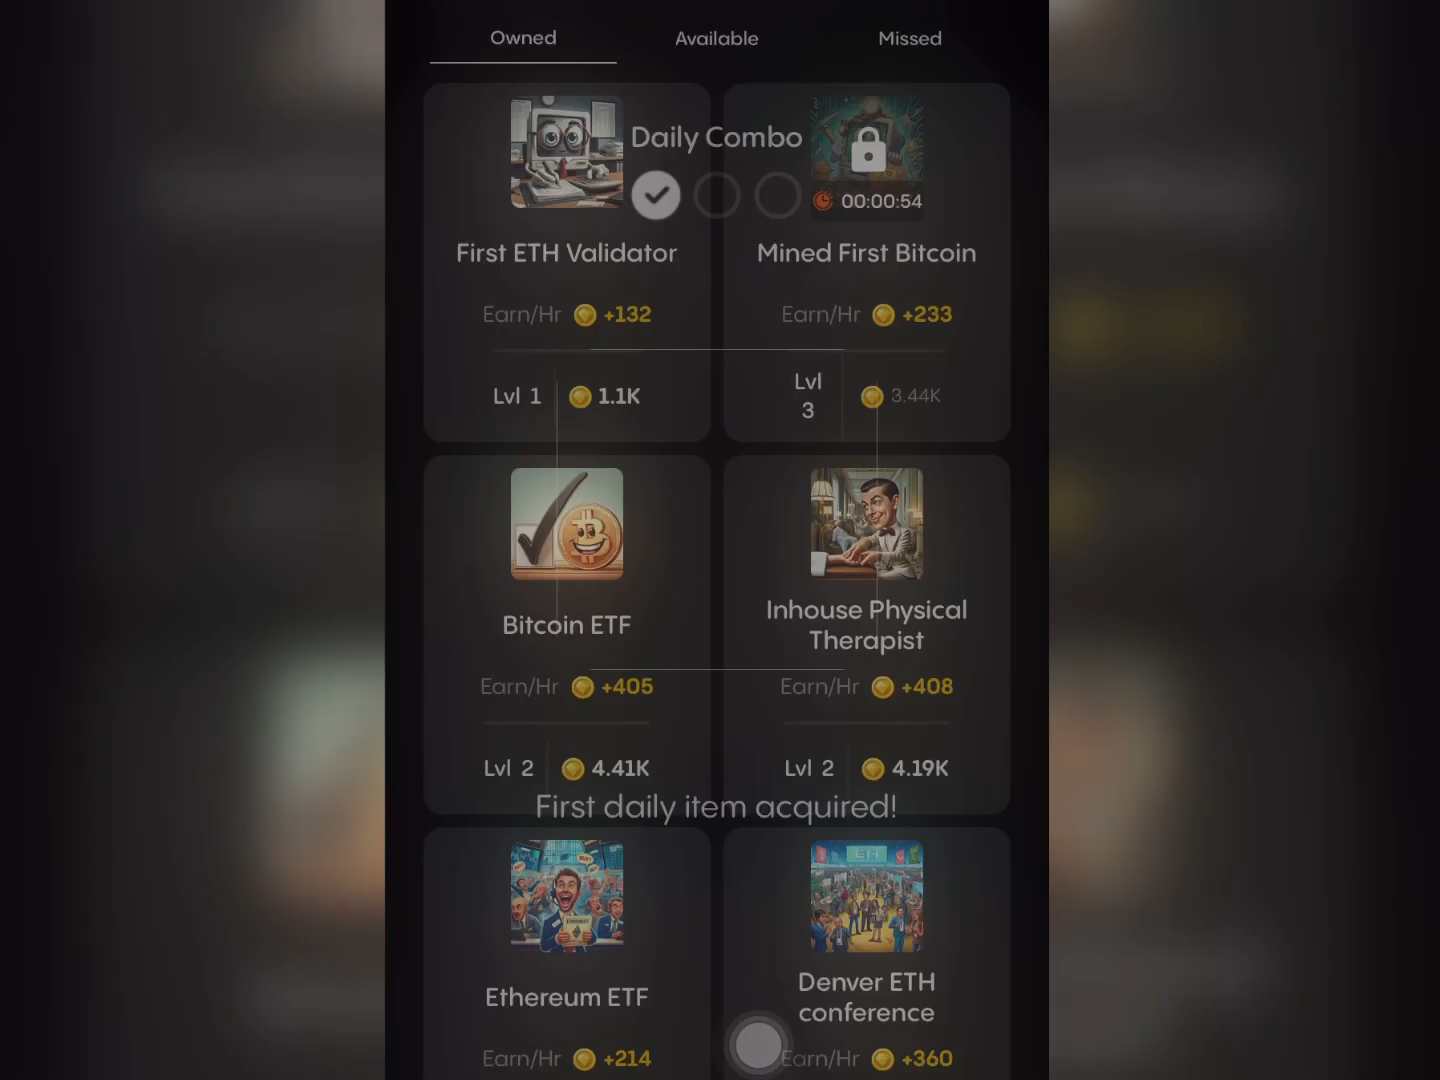 Owned
Available
Missed
Daily Combo
00:00:54
First ETH Validator
Mined First Bitcoin
Earn/Hr +132
Earn/Hr +233
Lvl 1
1.1K
Lvl
3
3.44K
Bitcoin ETF
Inhouse Physical
Therapist
Earn/Hr +405
Earn/Hr +408
Lvl 2
4.41K
Lvl 2
4.19K
First daily item acquired!
ETH
Ethereum ETF
Denver ETH
conference
Earn/Hr +214
Earn/Hr +360